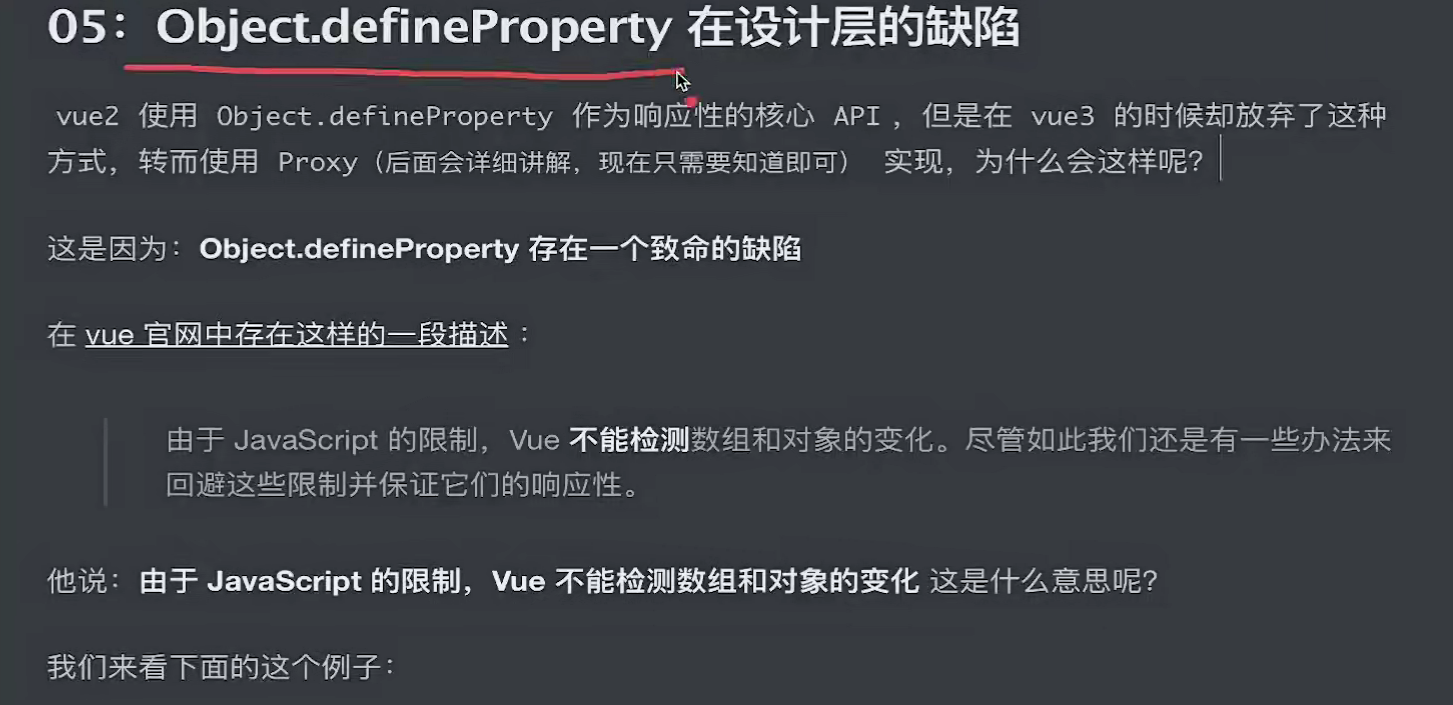 05：Object.defineProperty 在设计层的缺陷
vue2 使用 Object.defineProperty 作为响应性的核心 API ，但是在 vue3 的时候却放弃了这种
方式，转而使用 Proxy（后面会详细讲解，现在只需要知道即可） 实现，为什么会这样呢？
这是因为：Object.defineProperty 存在一个致命的缺陷
在 vue 官网中存在这样的一段描述 ：
由于 JavaScript 的限制，Vue 不能检测数组和对象的变化。尽管如此我们还是有一些办法来
回避这些限制并保证它们的响应性。
他说：由于 JavaScript 的限制，Vue 不能检测数组和对象的变化 这是什么意思呢？
我们来看下面的这个例子：